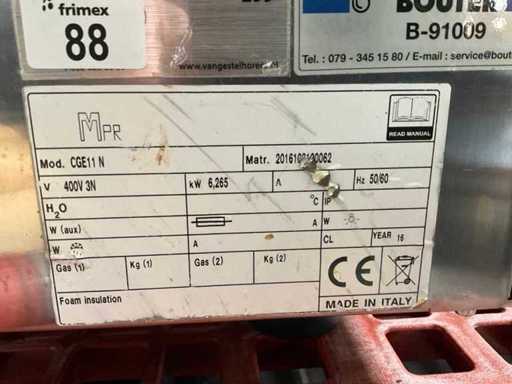 frimex
88
www.vangestelhoreca.nl
BOUTER
B-91009
Tel. : 079 - 345 15 80 / E-mail : service@bout
MPR
READ MANUAL
Mod. CGE11 N
Matr.
V 400V 3N
kW 6,265
A
Hz 50/60
H2O
°C
IP
W (aux)
A
W
W
A
CL
YEAR 16
Gas (1)
Kg (1)
Gas (2)
Kg (2)
CE
Foam insulation
MADE IN ITALY